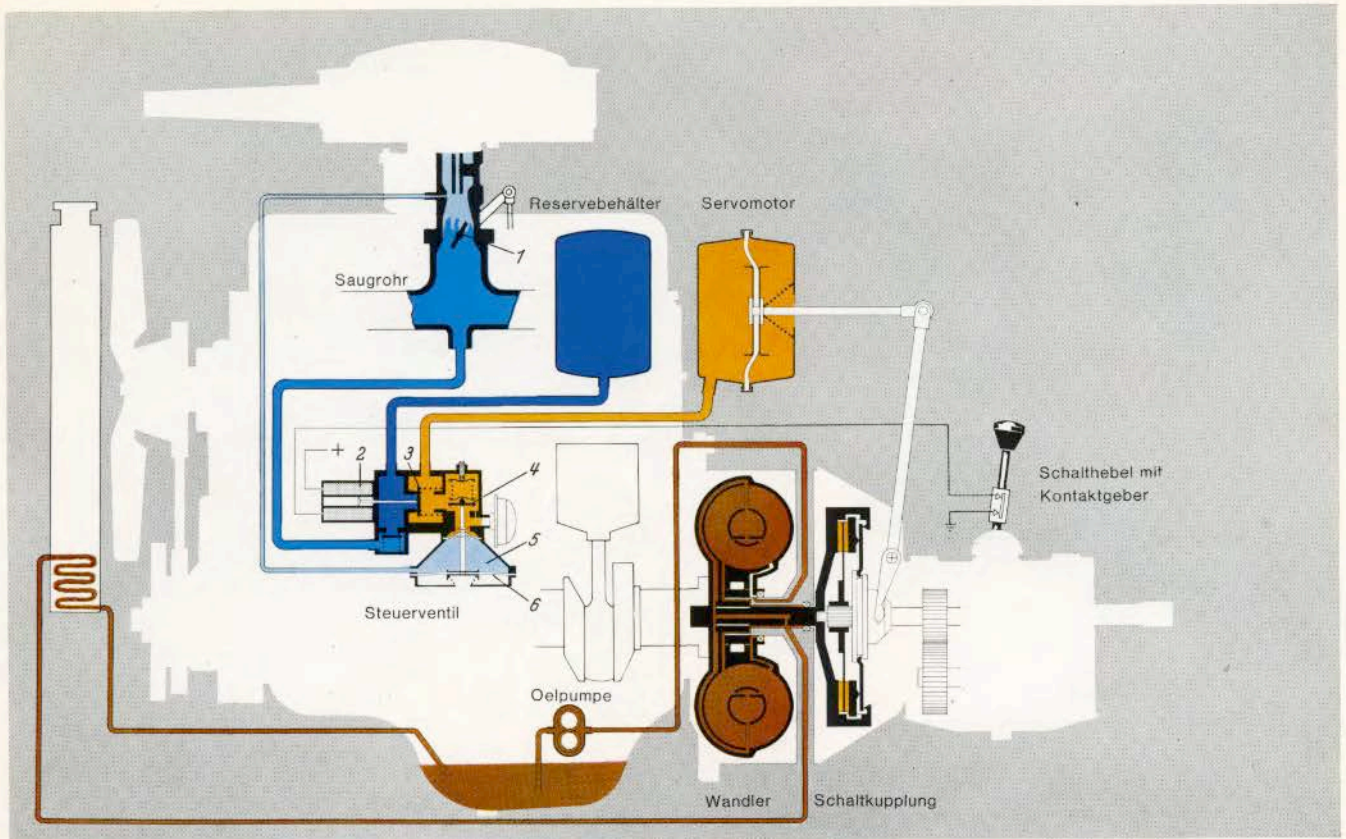 Reservebehälter
Servomotor
1
Saugrohr
+
2
3
4
Schalthebel mit
Kontaktgeber
5
6
Steuerventil
Oelpumpe
Wandler
Schaltkupplung